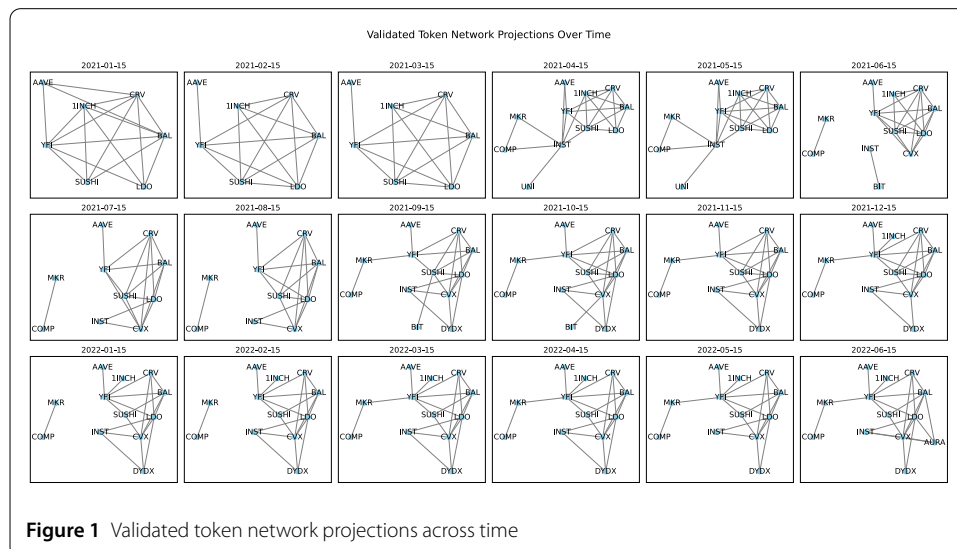 Validated Token Network Projections Over Time
2021-01-15 2021-02-15 2021-03-15 2021-04-15 2021-05-15 2021-06-15
AAVE 1INCH CRV BAL YFI SUSHI LDO
AAVE 1INCH CRV BAL YFI SUSHI LDO
AAVE 1INCH CRV BAL YFI SUSHI LDO
AAVE 1INCH CRV MKR YFI BAL SUSHI LDO COMP INST UNI
AAVE 1INCH CRV MKR YFI BAL SUSHI LDO COMP INST UNI
AAVE 1INCH CRV MKR YFI BAL SUSHI LDO COMP INST CVX BIT
2021-07-15 2021-08-15 2021-09-15 2021-10-15 2021-11-15 2021-12-15
AAVE CRV YFI BAL MKR SUSHI LDO INST COMP CVX
AAVE CRV YFI BAL MKR SUSHI LDO INST COMP CVX
AAVE CRV MKR YFI BAL SUSHI LDO INST COMP CVX BIT DYDX
AAVE CRV MKR YFI BAL SUSHI LDO INST COMP CVX BIT DYDX
AAVE CRV MKR YFI BAL SUSHI LDO INST COMP CVX DYDX
AAVE 1INCH CRV MKR YFI BAL SUSHI LDO INST COMP CVX DYDX
2022-01-15 2022-02-15 2022-03-15 2022-04-15 2022-05-15 2022-06-15
AAVE 1INCH CRV MKR YFI BAL SUSHI LDO INST COMP CVX DYDX
AAVE 1INCH CRV MKR YFI BAL SUSHI LDO INST COMP CVX DYDX
AAVE 1INCH CRV MKR YFI BAL SUSHI LDO INST COMP CVX DYDX
AAVE 1INCH CRV MKR YFI BAL SUSHI LDO INST COMP CVX DYDX
AAVE 1INCH CRV MKR YFI BAL SUSHI LDO INST COMP CVX DYDX
AAVE 1INCH CRV MKR YFI BAL SUSHI LDO INST COMP CVX AURA DYDX
Figure 1 Validated token network projections across time